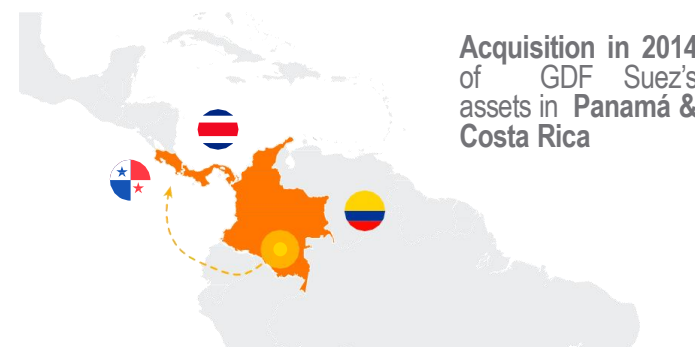 Acquisition in 2014
of GDF Suez's
assets in Panamá &
Costa Rica